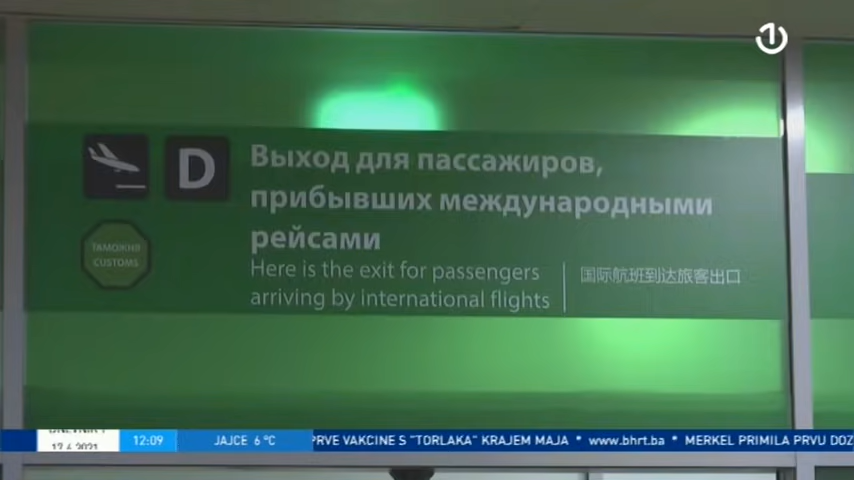 1
D
Выход для пассажиров,
прибывших международными
рейсами
ТАМОЖНЯ
CUSTOMS
Here is the exit for passengers
arriving by international flights
国际航班到达旅客出口
12:09
JAJCE 6 °C
PRVE VAKCINE S "TORLAKA" KRAJEM MAJA * www.bhrt.ba * MERKEL PRIMILA PRVU DOZ